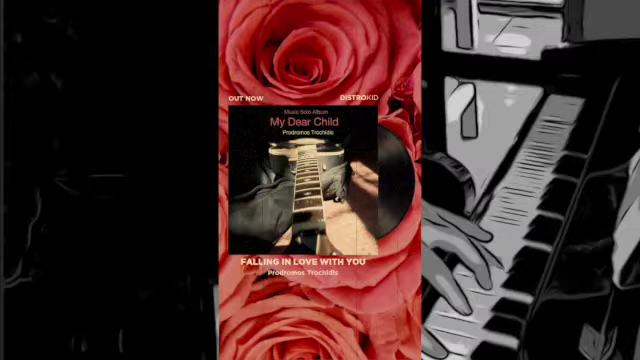 OUT NOW
DISTROKID
Music Solo Album
My Dear Child
Prodromos Trochidis
FALLING IN LOVE WITH YOU
Prodromos Trochidis